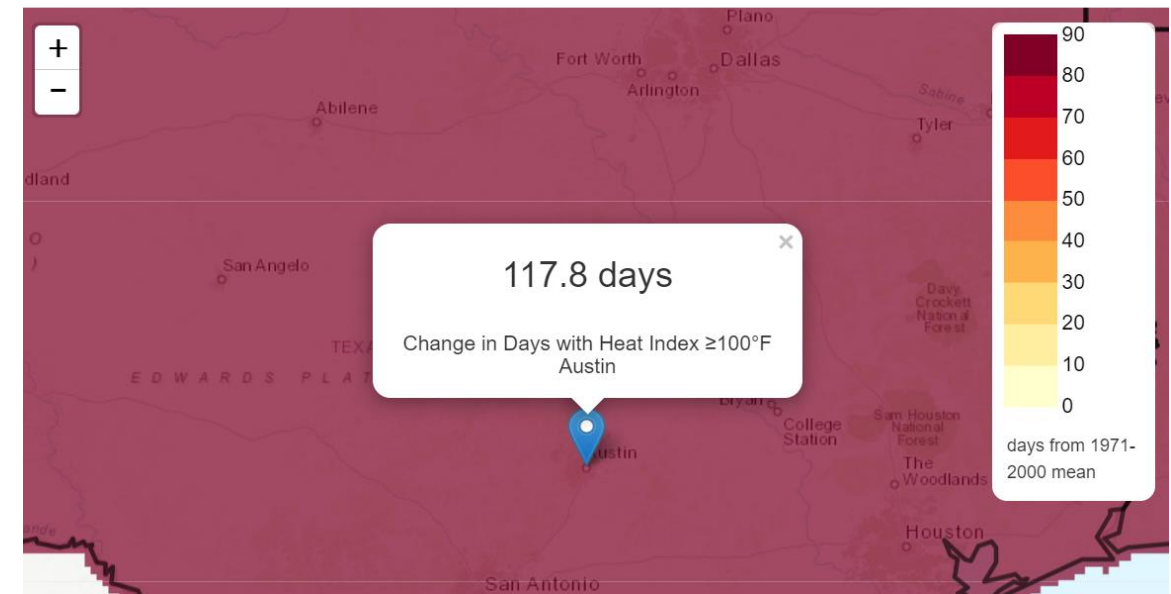 +
−
Plano
Fort Worth
Dallas
Arlington
Sabine
Abilene
Tyler
dland
O
)
San Angelo
TEXA
EDWARDS PLAT
×
117.8 days
Change in Days with Heat Index ≥100°F
Austin
Davy
Crockett
National
Forest
Bryan
College
Station
Sam Houston
National
Forest
The
Woodlands
ustin
ande
Houston
San Antonio
90
80
70
60
50
40
30
20
10
0
days from 1971-
2000 mean